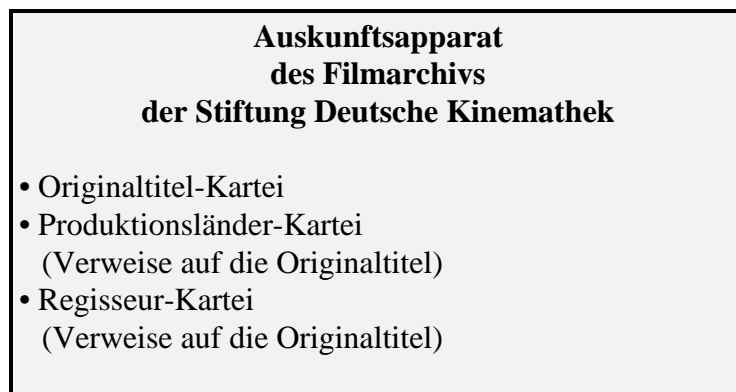 Auskunftsapparat
des Filmarchivs
der Stiftung Deutsche Kinemathek
• Originaltitel-Kartei
• Produktionsländer-Kartei
(Verweise auf die Originaltitel)
• Regisseur-Kartei
(Verweise auf die Originaltitel)